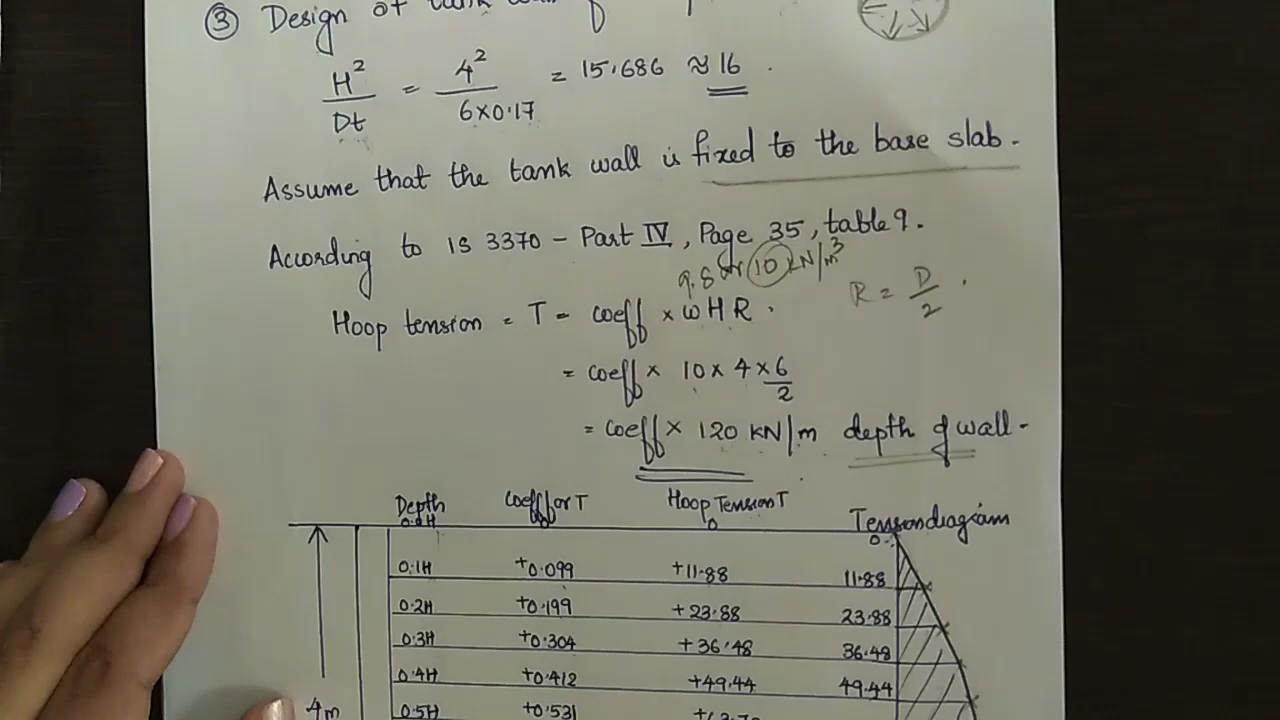 ③ Design of tank
H² / Dt = 4² / 6×0.17 = 15.686 ≈ 16 .
Assume that the tank wall is fixed to the base slab.
According to IS 3370 - Part IV, Page 35, table 9.
9.8 or 10 kN/m³
R = D/2 .
Hoop tension = T = coeff × ω H R .
= coeff × 10 × 4 × 6/2
= coeff × 120 kN/m depth of wall.
Depth Coeff for T Hoop Tension T Tension diagram
0.0H 0 0
0.1H +0.099 +11.88 11.88
0.2H +0.199 +23.88 23.88
0.3H +0.304 +36.48 36.48
0.4H +0.412 +49.44 49.44
4m 0.5H +0.531